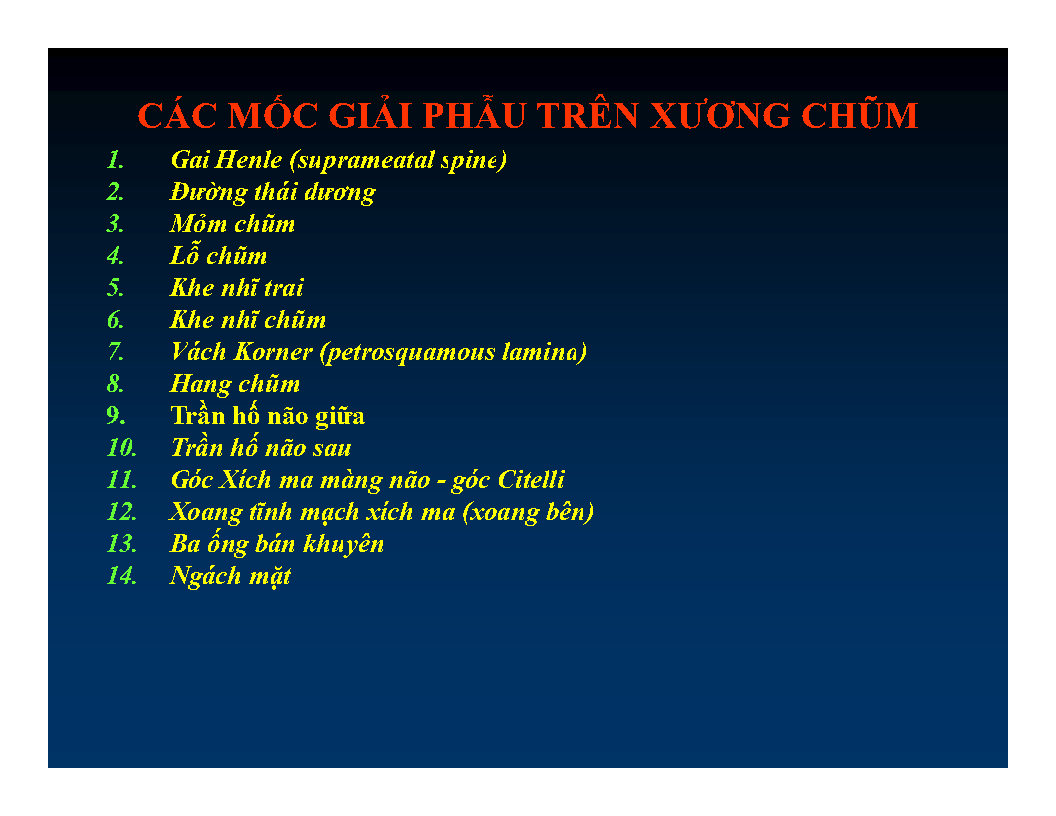 CÁC MỐC GIẢI PHẪU TRÊN XƯƠNG CHŨM
1. Gai Henle (suprameatal spine)
2. Đường thái dương
3. Mỏm chũm
4. Lỗ chũm
5. Khe nhĩ trai
6. Khe nhĩ chũm
7. Vách Korner (petrosquamous lamina)
8. Hang chũm
9. Trần hố não giữa
10. Trần hố não sau
11. Góc Xích ma màng não - góc Citelli
12. Xoang tĩnh mạch xích ma (xoang bên)
13. Ba ống bán khuyên
14. Ngách mặt